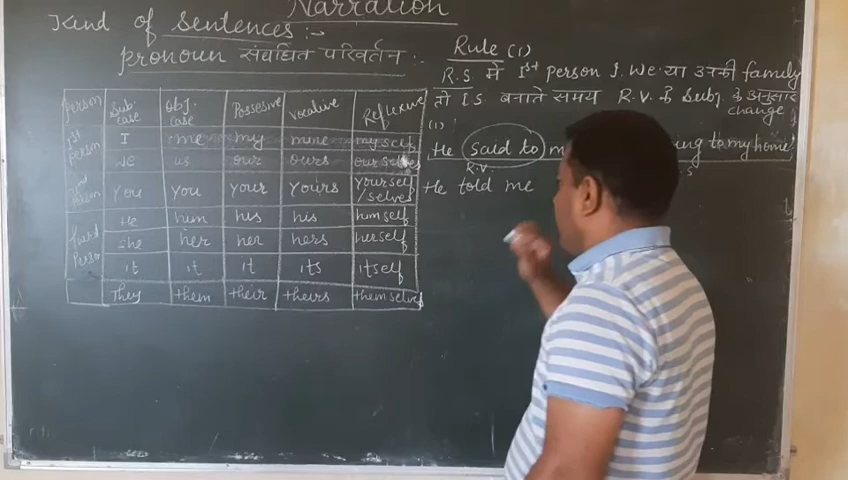 Narration
Kind of Sentences :-
pronoun संबंधित परिवर्तन :-
Person Sub. case Obj. case Possesive Vocative Reflexive
1st person I me my mine myself
we us our ours ourselves
2nd Person You You Your Yours Yourself /selves
Third Person He him his his himself
She her her hers herself
it it it its itself
They them their theirs themselves
Rule (1)
R.S में Ist person I. We या उनकी family
को I.S बनाते समय R.V. के Subj. के अनुसार
change
(1)
He said to m ing to my home
R.V. S
He told me